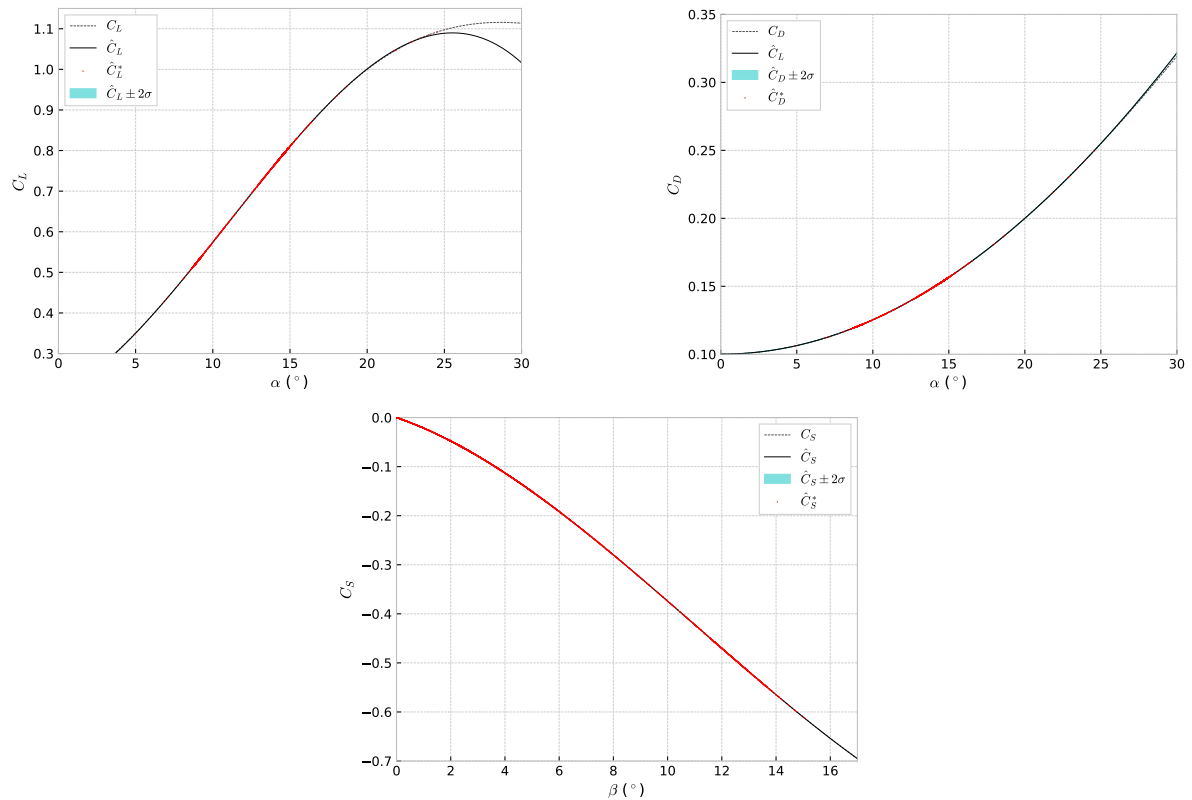 C_L
Ĉ_L
Ĉ_L^*
Ĉ_L ± 2σ
1.1
1.0
0.9
0.8
0.7
0.6
0.5
0.4
0.3
C_L
0 5 10 15 20 25 30
α (°)
C_D
Ĉ_L
Ĉ_D ± 2σ
Ĉ_D^*
0.35
0.30
0.25
0.20
0.15
0.10
C_D
0 5 10 15 20 25 30
α (°)
C_S
Ĉ_S
Ĉ_S ± 2σ
Ĉ_S^*
0.0
−0.1
−0.2
−0.3
−0.4
−0.5
−0.6
−0.7
C_S
0 2 4 6 8 10 12 14 16
β (°)